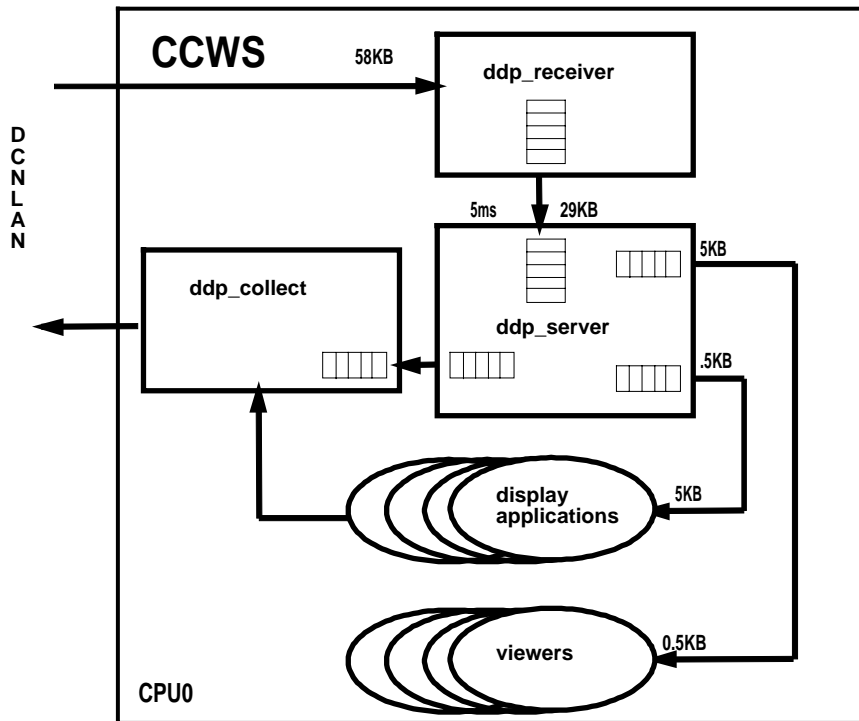 CCWS
58KB
ddp_receiver
D
C
N
L
A
N
5ms
29KB
5KB
ddp_collect
ddp_server
.5KB
display
applications
5KB
viewers
0.5KB
CPU0